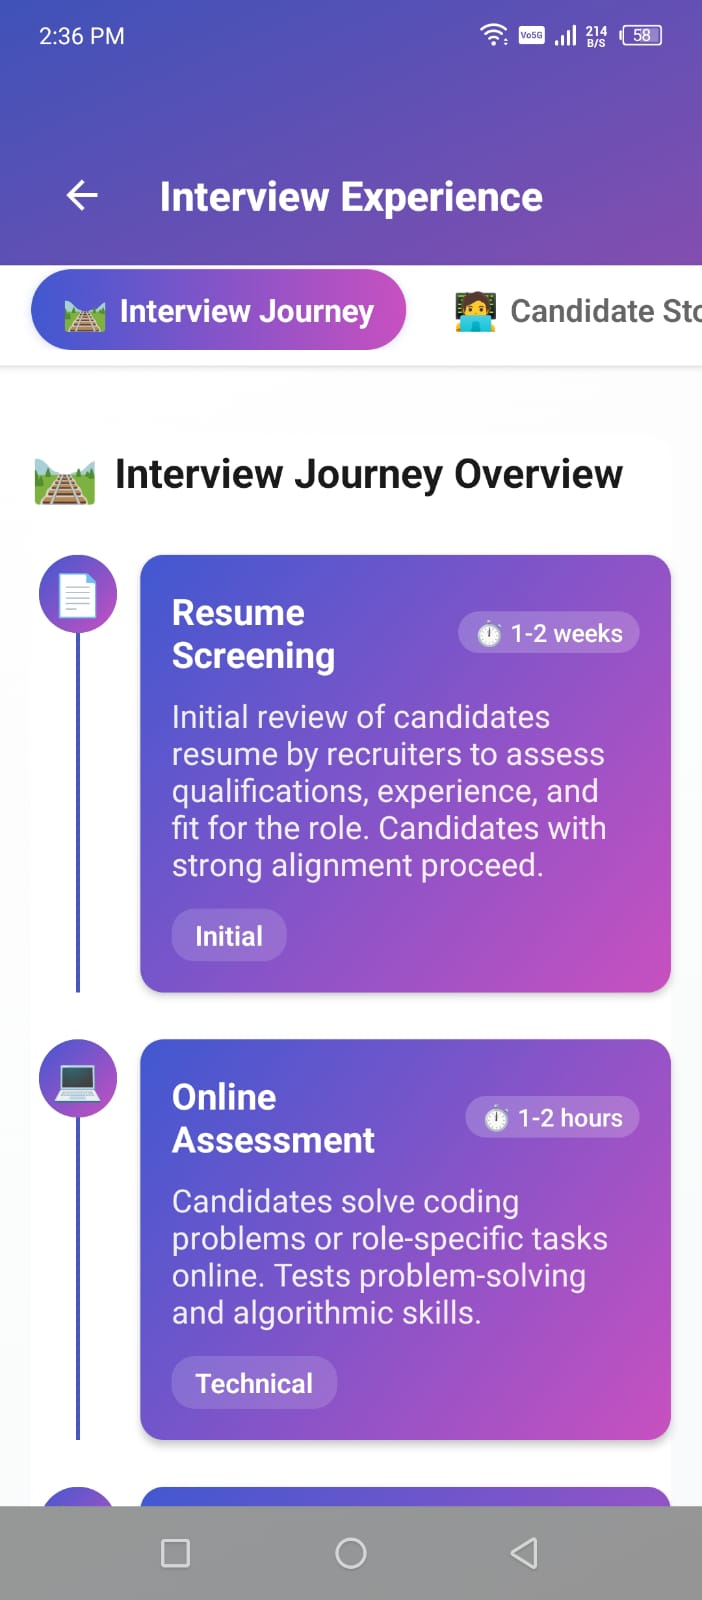 2:36 PM
Vo5G
214
B/S
58
Interview Experience
Interview Journey
Candidate Sto
Interview Journey Overview
Resume
Screening
1-2 weeks
Initial review of candidates
resume by recruiters to assess
qualifications, experience, and
fit for the role. Candidates with
strong alignment proceed.
Initial
Online
Assessment
1-2 hours
Candidates solve coding
problems or role-specific tasks
online. Tests problem-solving
and algorithmic skills.
Technical